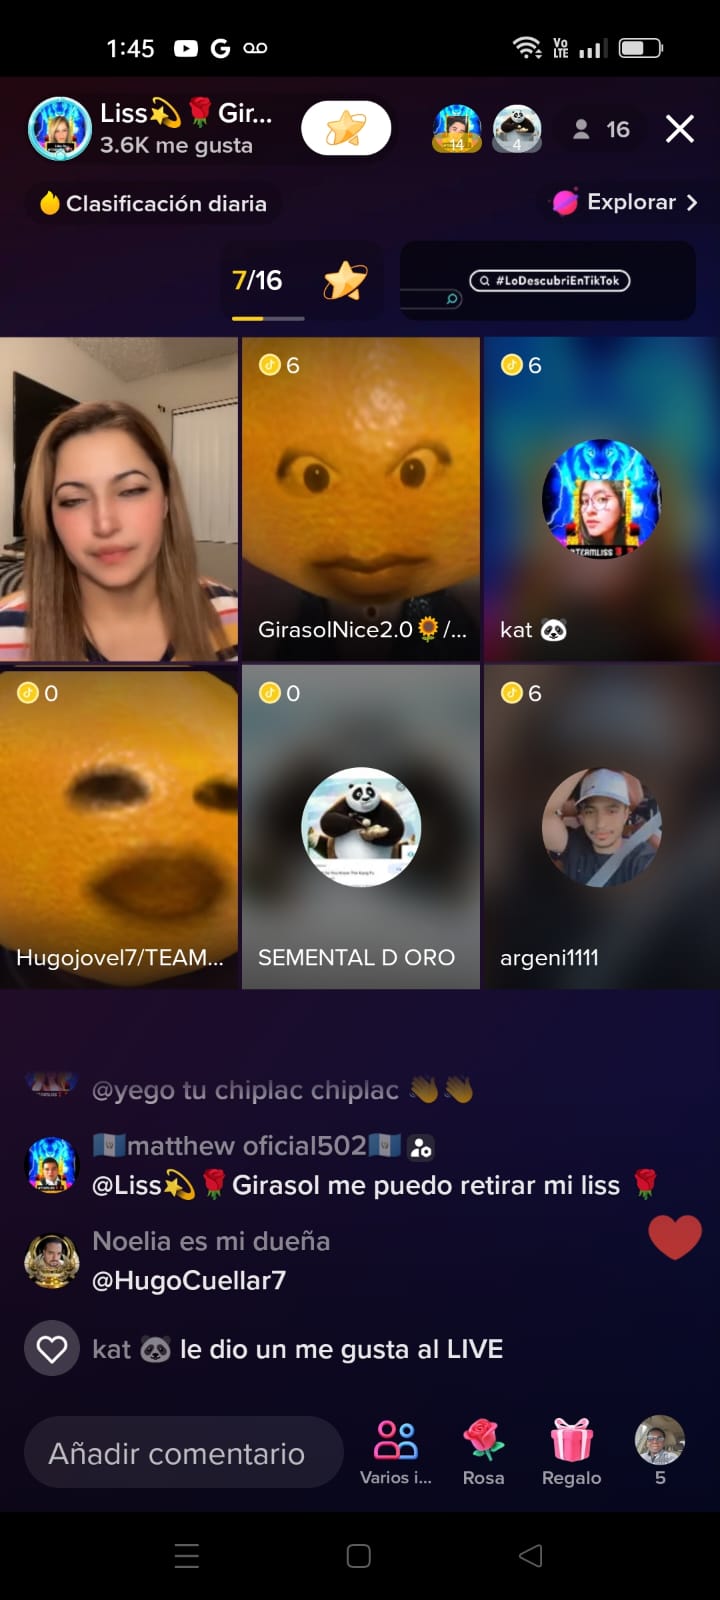 1:45
Vo LTE
Liss💫🌹Gir...
3.6K me gusta
14
4
16
Clasificación diaria
Explorar >
7/16
#LoDescubriEnTikTok
6
6
GirasolNice2.0🌻/...
kat 🐼
0
0
6
Hugojovel7/TEAM...
SEMENTAL D ORO
argeni1111
@yego tu chiplac chiplac 👏👏
🇬🇹matthew oficial502🇬🇹
@Liss💫🌹Girasol me puedo retirar mi liss 🌹
Noelia es mi dueña
@HugoCuellar7
kat 🐼 le dio un me gusta al LIVE
Añadir comentario
Varios i...
Rosa
Regalo
5